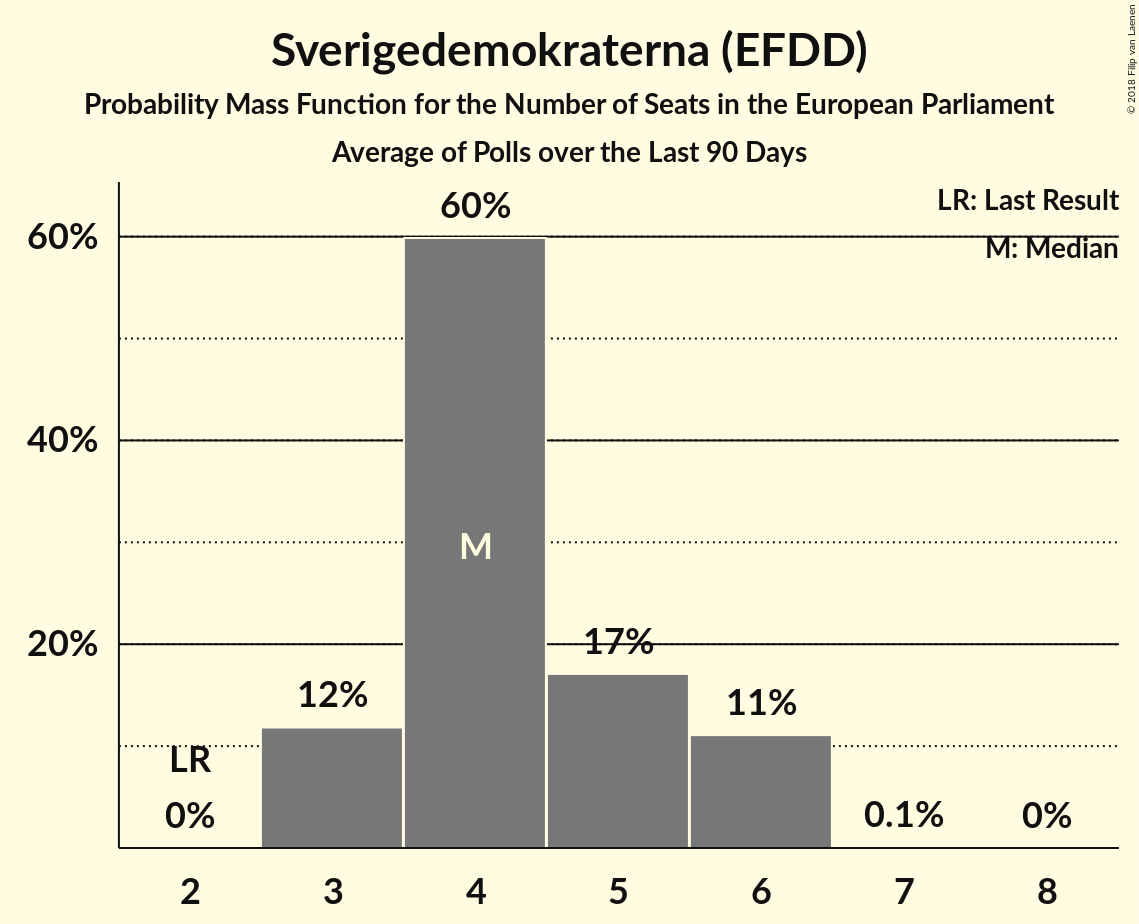 Sverigedemokraterna (EFDD)
Probability Mass Function for the Number of Seats in the European Parliament
Average of Polls over the Last 90 Days
© 2018 Filip van Laenen
LR: Last Result
M: Median
60%
40%
20%
LR
0%
12%
60%
M
17%
11%
0.1%
0%
2 3 4 5 6 7 8